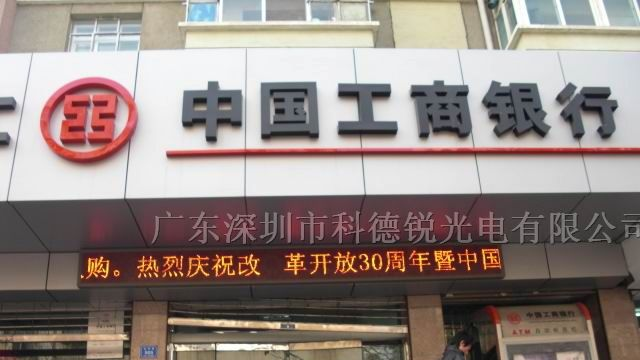 中国工商银行
广东深圳市科德锐光电有限公司
购。热烈庆祝改 革开放30周年暨中国
中国工商银行
ATM